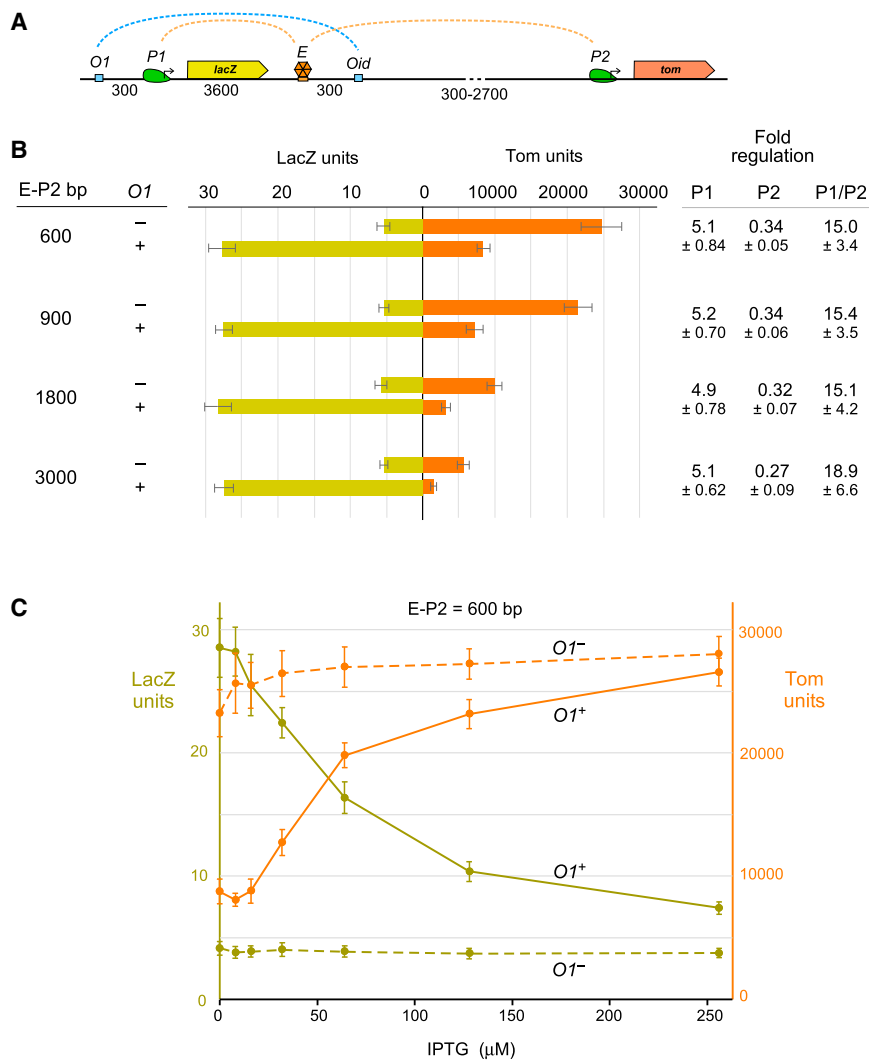 A
O1 P1 lacZ E Oid P2 tom
300 3600 300 300-2700
B
LacZ units Tom units Fold regulation
E-P2 bp O1 30 20 10 0 10000 20000 30000 P1 P2 P1/P2
600 – 5.1 0.34 15.0
+ ± 0.84 ± 0.05 ± 3.4
900 – 5.2 0.34 15.4
+ ± 0.70 ± 0.06 ± 3.5
1800 – 4.9 0.32 15.1
+ ± 0.78 ± 0.07 ± 4.2
3000 – 5.1 0.27 18.9
+ ± 0.62 ± 0.09 ± 6.6
C
E-P2 = 600 bp
30 30000
O1–
LacZ units Tom units
O1+
20 20000
10 10000
O1+
O1–
0 0
0 50 100 150 200 250
IPTG (µM)